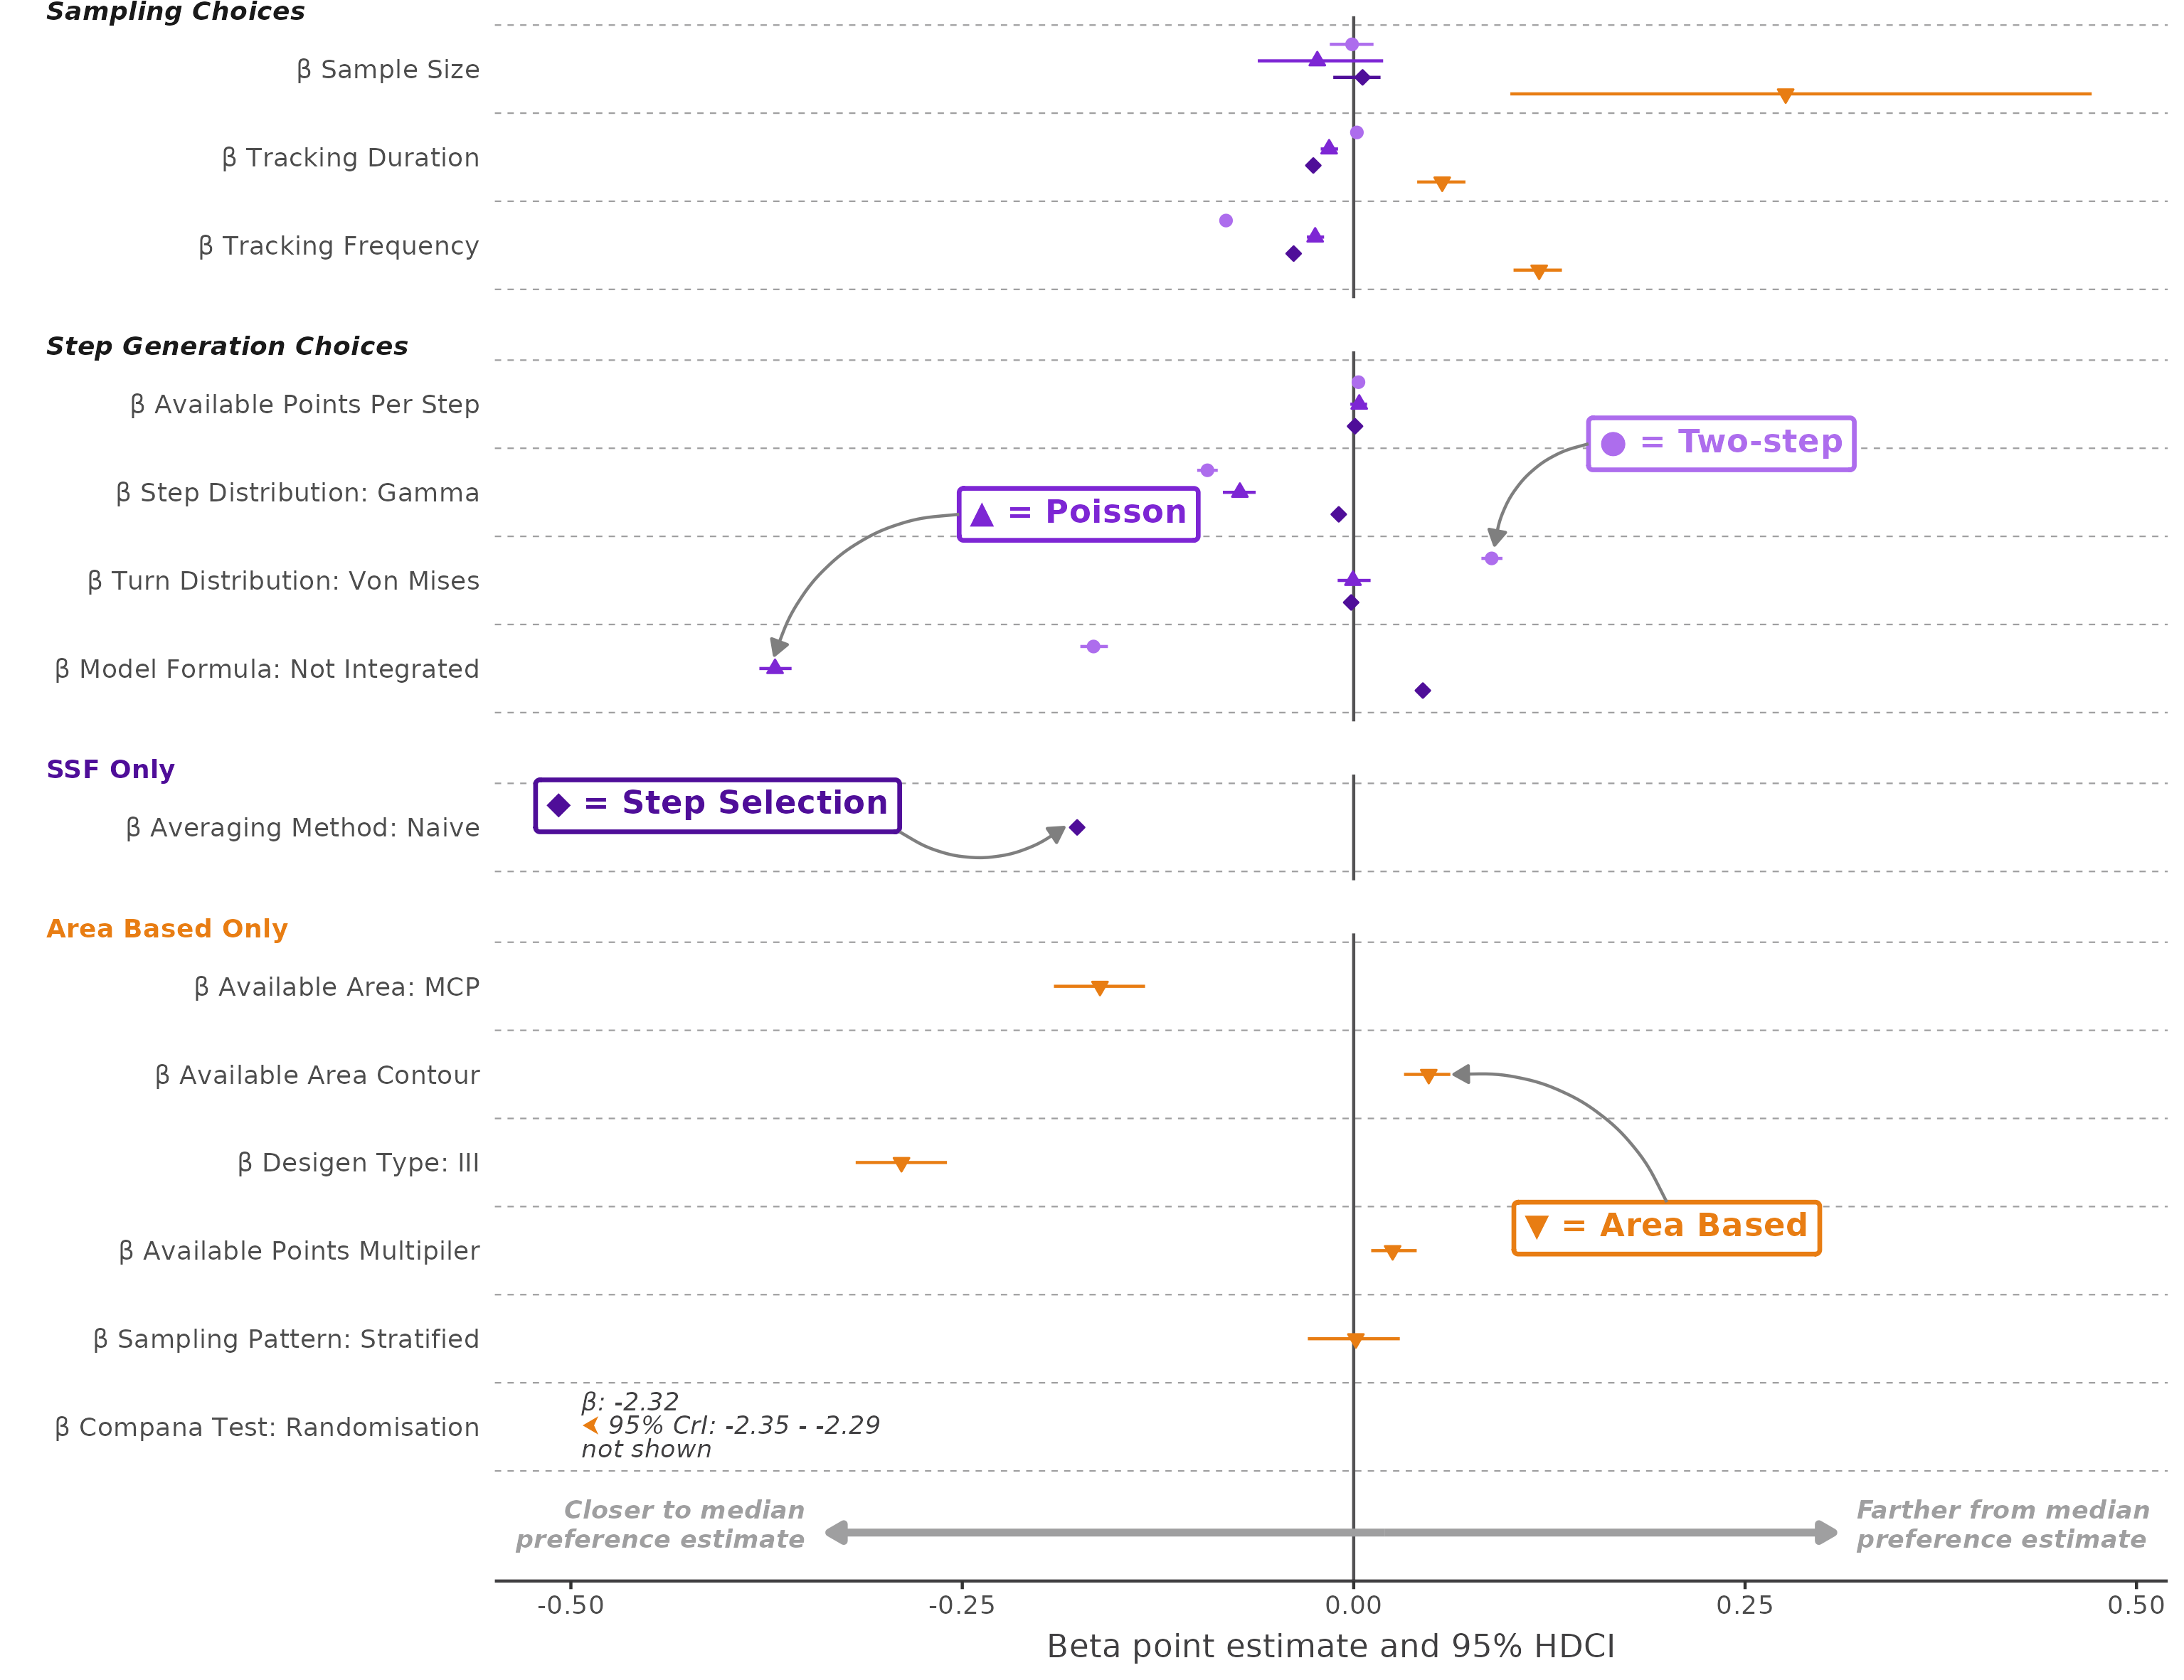 Sampling Choices
β Sample Size
β Tracking Duration
β Tracking Frequency
Step Generation Choices
β Available Points Per Step
● = Two-step
β Step Distribution: Gamma
▲ = Poisson
β Turn Distribution: Von Mises
β Model Formula: Not Integrated
SSF Only
◆ = Step Selection
β Averaging Method: Naive
Area Based Only
β Available Area: MCP
β Available Area Contour
β Desigen Type: III
▼ = Area Based
β Available Points Multipiler
β Sampling Pattern: Stratified
β Compana Test: Randomisation
β: -2.32
95% CrI: -2.35 - -2.29
not shown
Closer to median
preference estimate
Farther from median
preference estimate
-0.50 -0.25 0.00 0.25 0.50
Beta point estimate and 95% HDCI